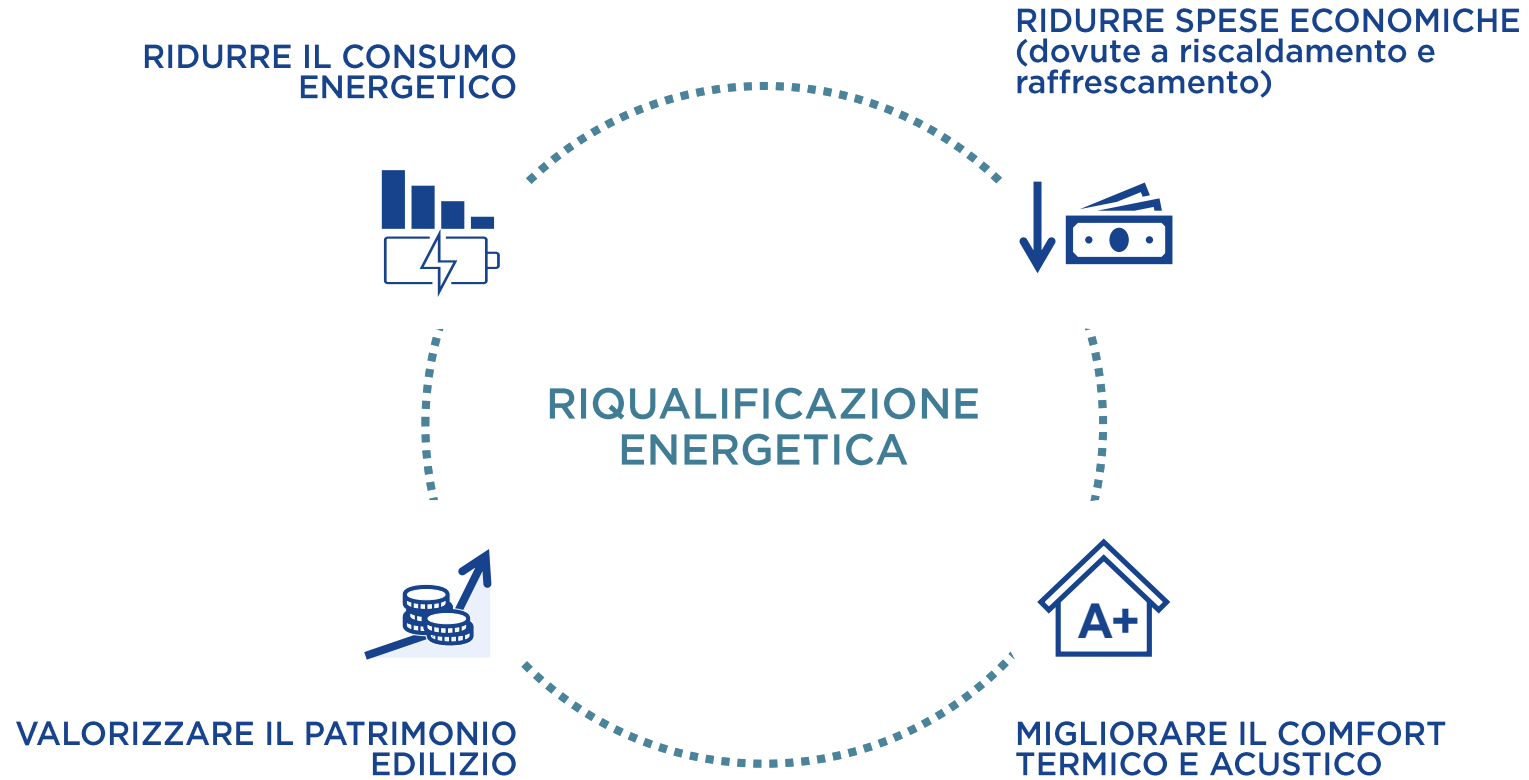 RIDURRE IL CONSUMO
ENERGETICO
RIDURRE SPESE ECONOMICHE
(dovute a riscaldamento e
raffrescamento)
RIQUALIFICAZIONE
ENERGETICA
A+
VALORIZZARE IL PATRIMONIO
EDILIZIO
MIGLIORARE IL COMFORT
TERMICO E ACUSTICO